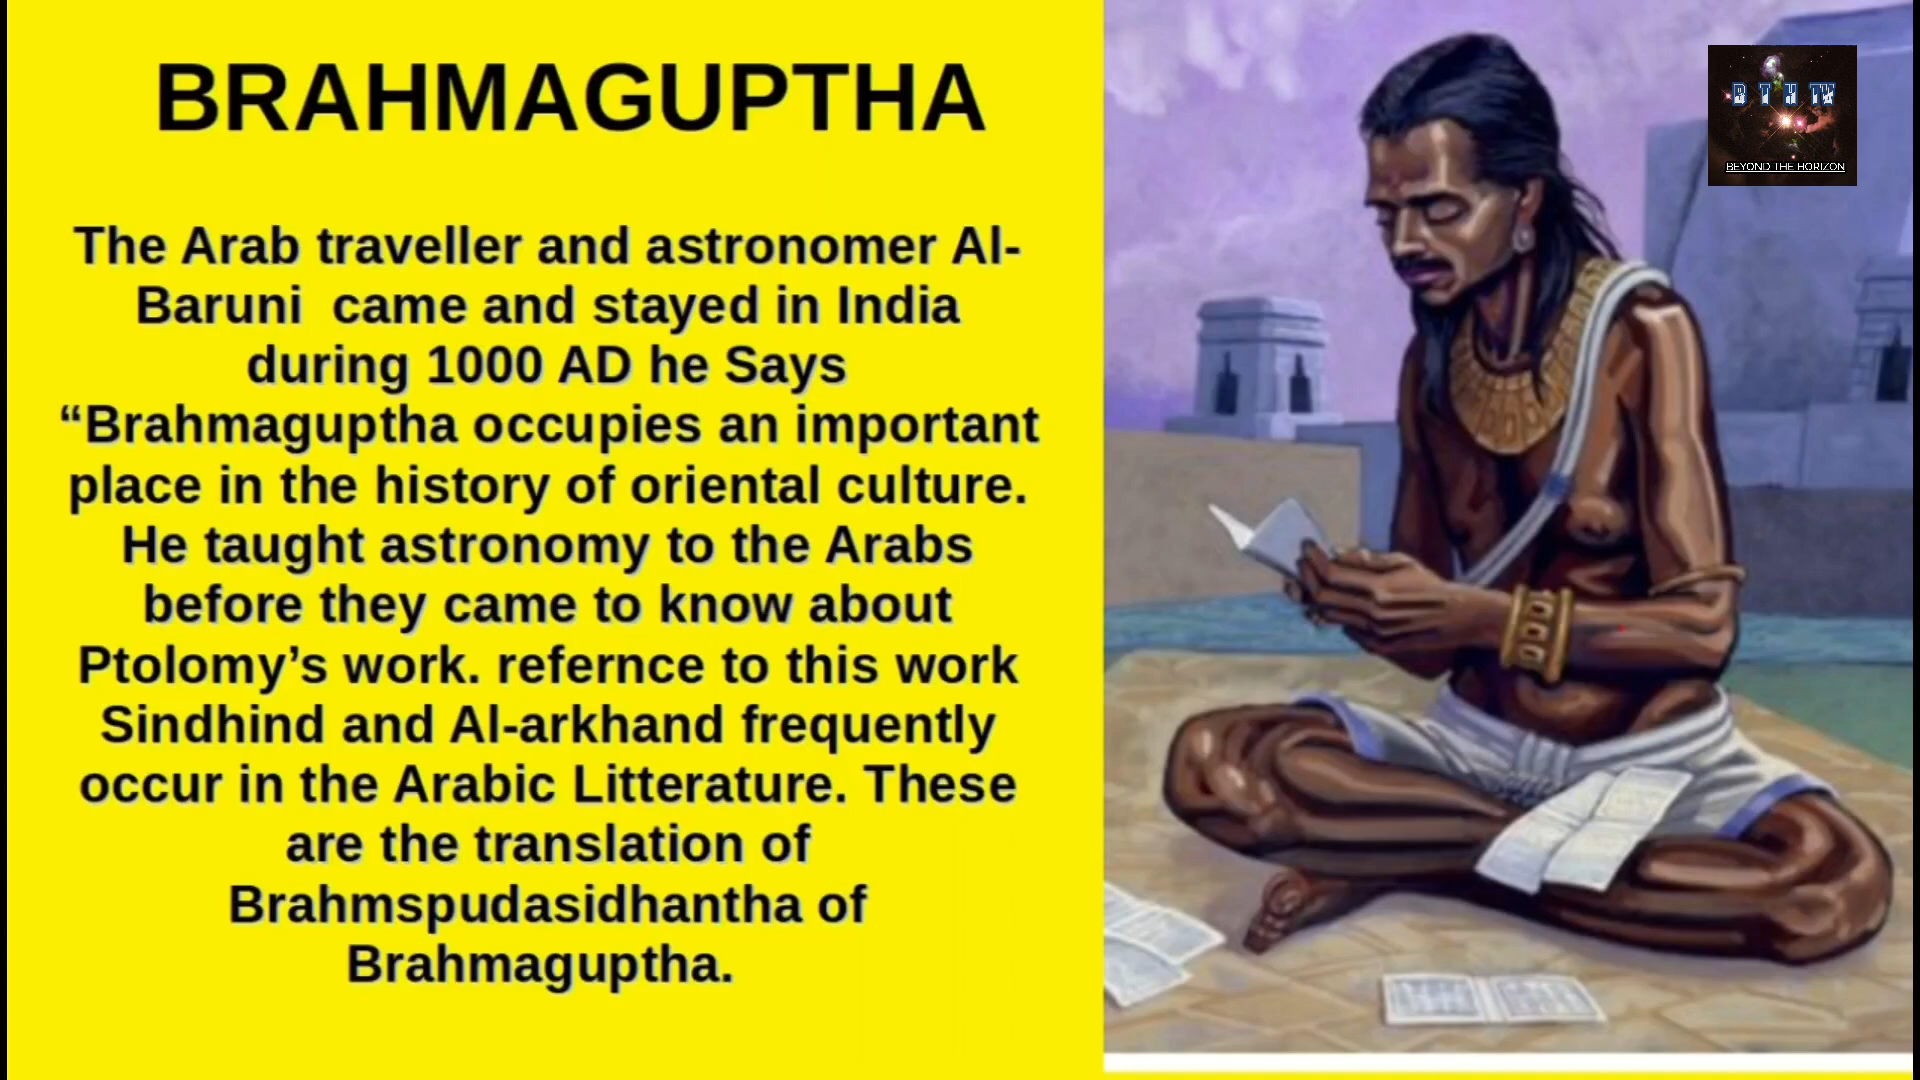 BRAHMAGUPTHA
The Arab traveller and astronomer Al-
Baruni  came and stayed in India
during 1000 AD he Says
“Brahmaguptha occupies an important
place in the history of oriental culture.
He taught astronomy to the Arabs
before they came to know about
Ptolomy’s work. refernce to this work
Sindhind and Al-arkhand frequently
occur in the Arabic Litterature. These
are the translation of
Brahmspudasidhantha of
Brahmaguptha.
B T H TV
BEYOND THE HORIZON